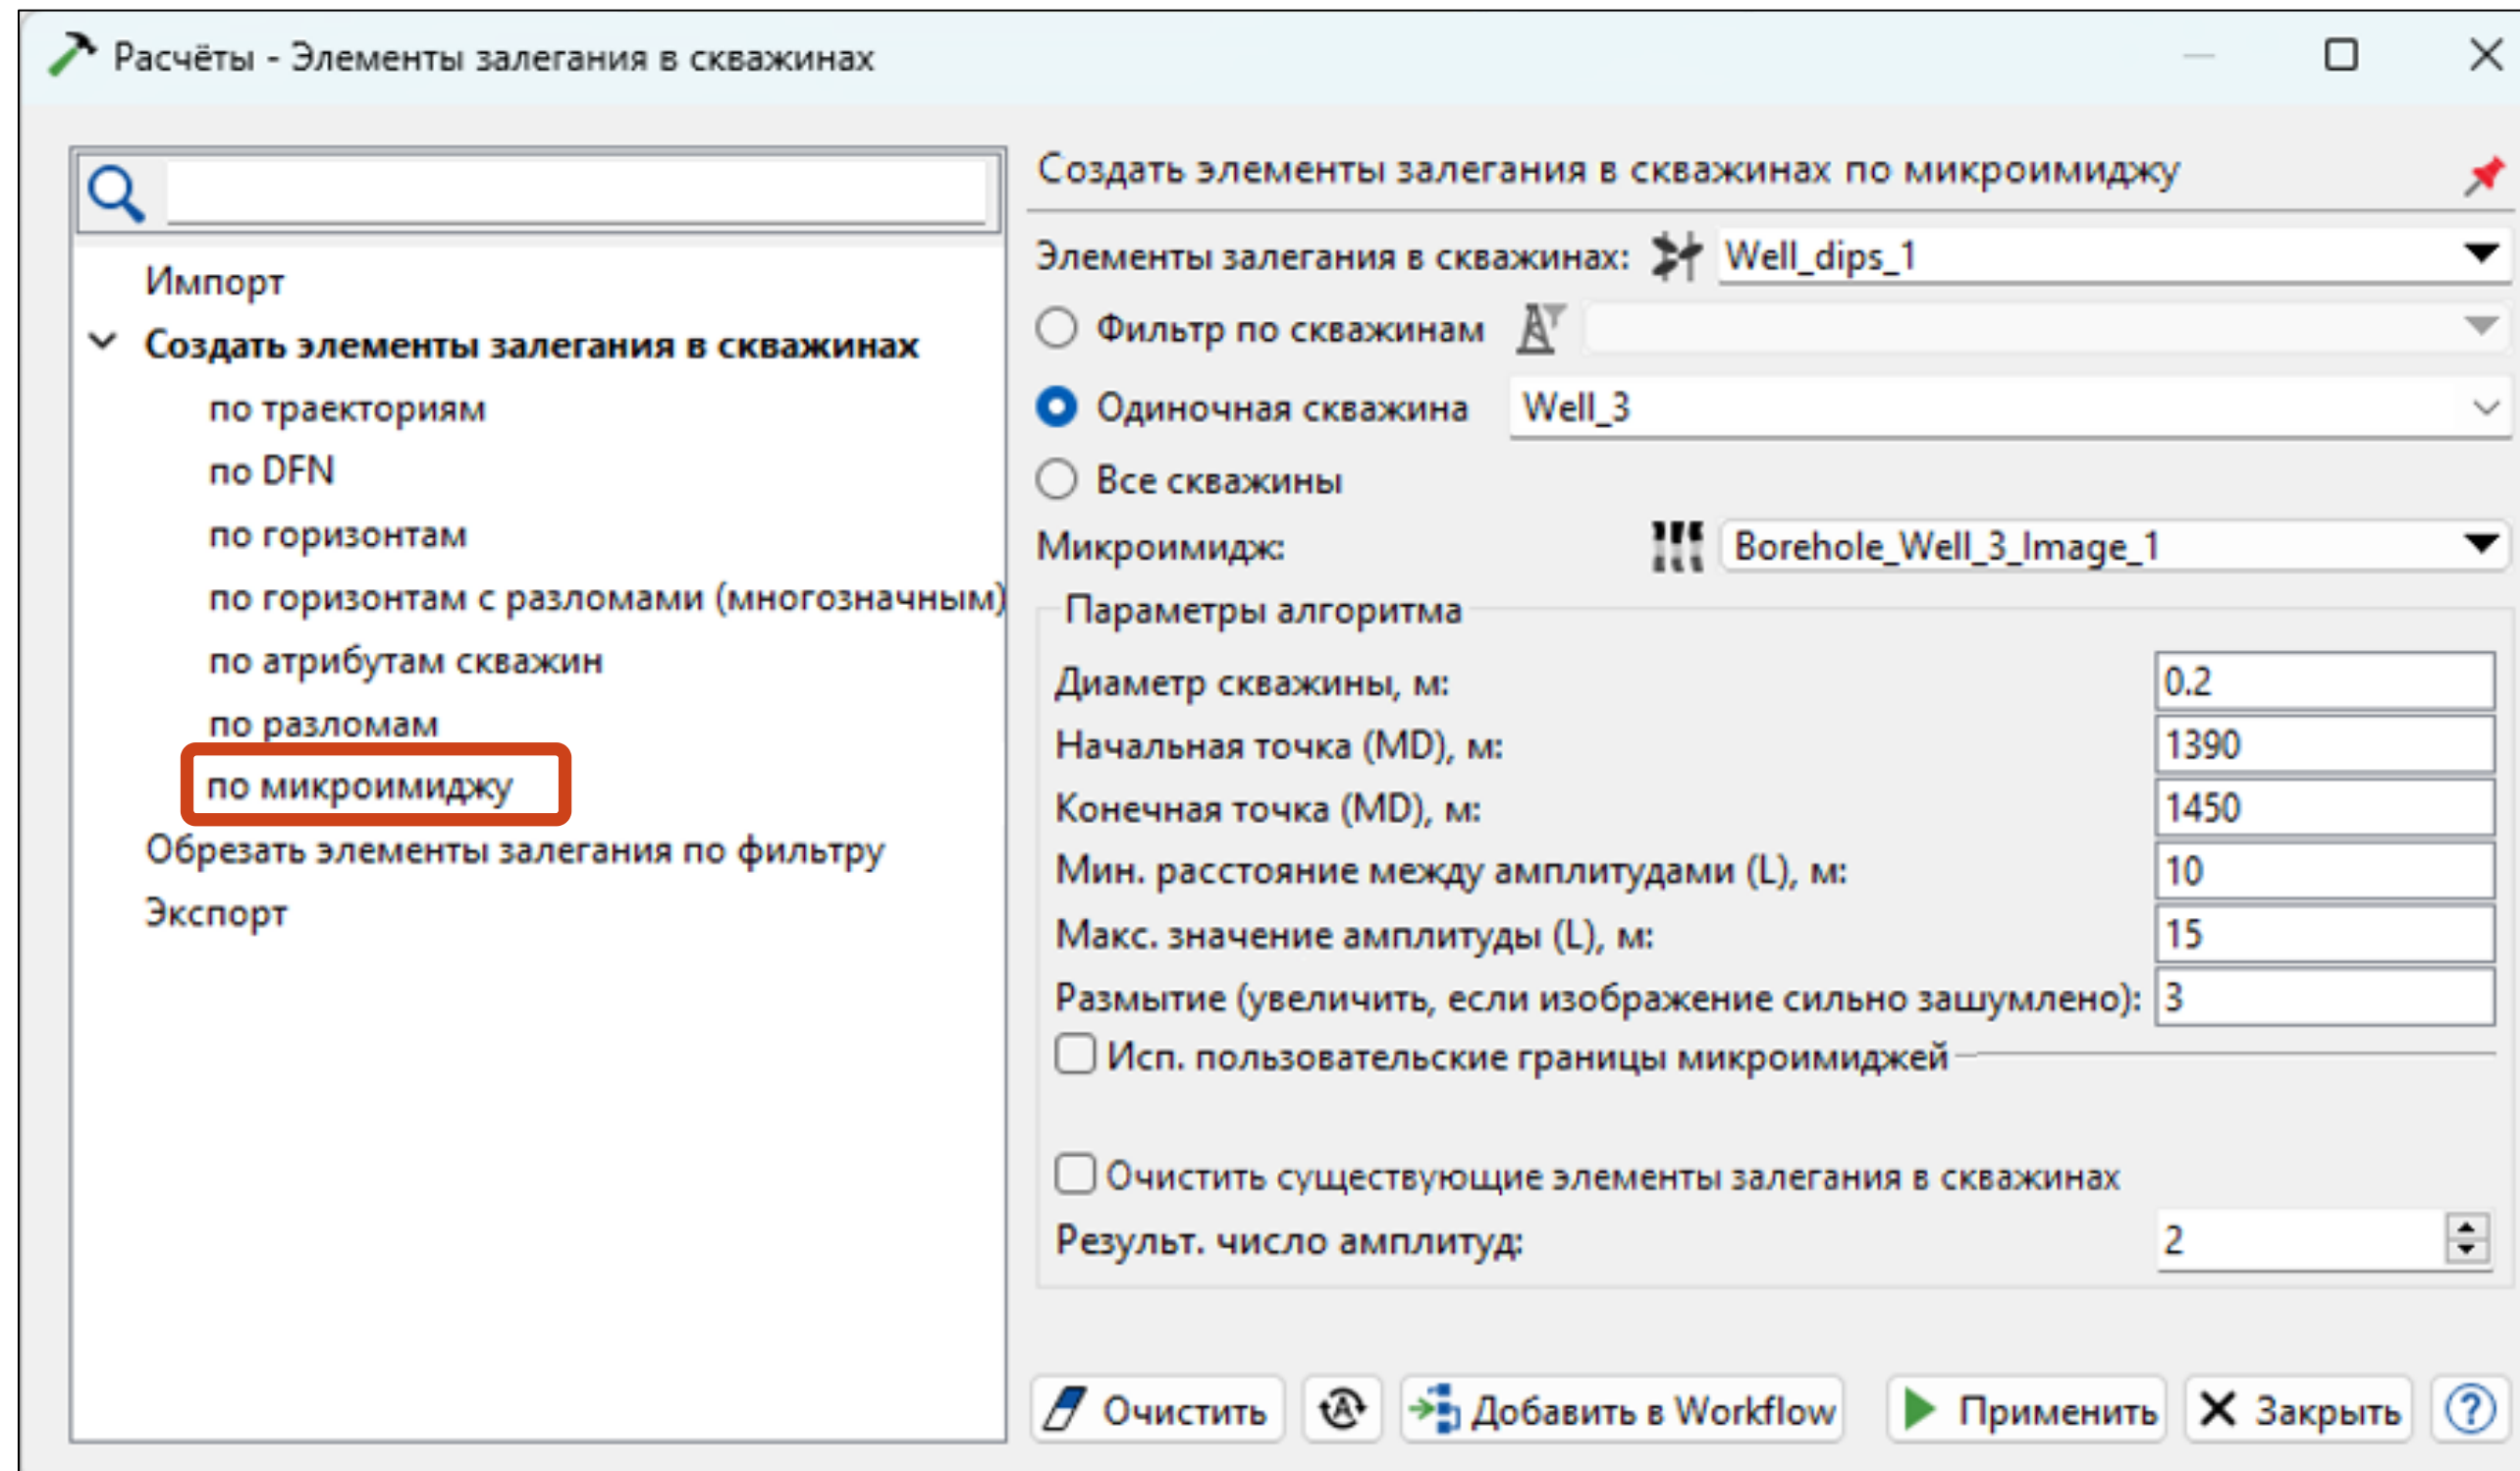 Расчёты - Элементы залегания в скважинах
Импорт
Создать элементы залегания в скважинах
по траекториям
по DFN
по горизонтам
по горизонтам с разломами (многозначным)
по атрибутам скважин
по разломам
по микроимиджу
Обрезать элементы залегания по фильтру
Экспорт
Создать элементы залегания в скважинах по микроимиджу
Элементы залегания в скважинах: Well_dips_1
Фильтр по скважинам
Одиночная скважина Well_3
Все скважины
Микроимидж: Borehole_Well_3_Image_1
Параметры алгоритма
Диаметр скважины, м: 0.2
Начальная точка (MD), м: 1390
Конечная точка (MD), м: 1450
Мин. расстояние между амплитудами (L), м: 10
Макс. значение амплитуды (L), м: 15
Размытие (увеличить, если изображение сильно зашумлено): 3
Исп. пользовательские границы микроимиджей
Очистить существующие элементы залегания в скважинах
Результ. число амплитуд: 2
Очистить A Добавить в Workflow Применить Закрыть ?